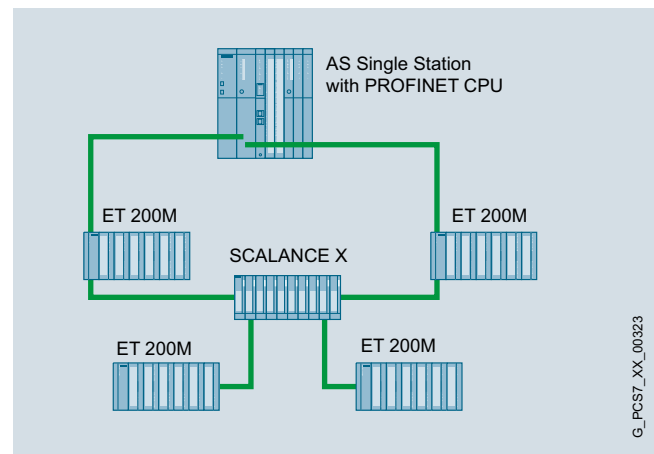 AS Single Station
with PROFINET CPU
ET 200M
ET 200M
SCALANCE X
ET 200M
ET 200M
G_PCS7_XX_00323